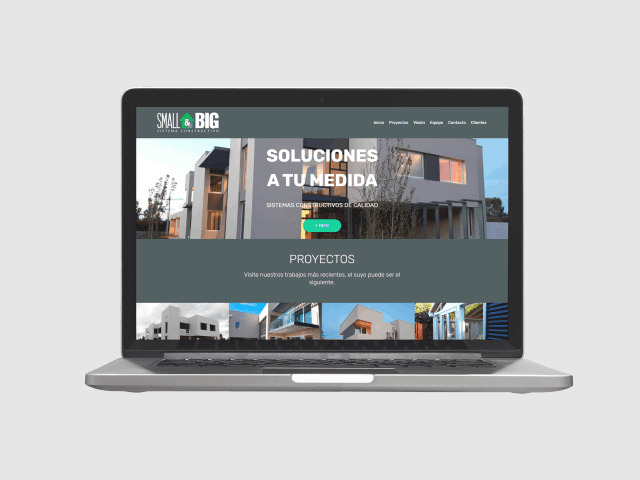 SMALL & BIG
SISTEMA CONSTRUCTIVO
Inicio Proyectos Visión Equipo Contacto Clientes
SOLUCIONES
A TU MEDIDA
SISTEMAS CONSTRUCTIVOS DE CALIDAD
+ INFO
PROYECTOS
Visite nuestros trabajos más recientes, el suyo puede ser el
siguiente.